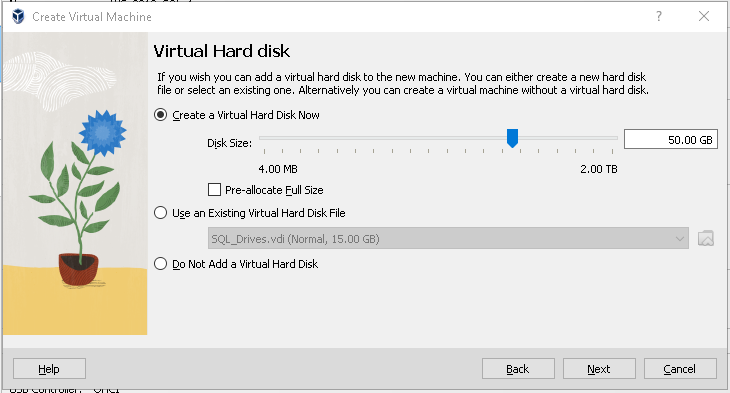 Create Virtual Machine
Virtual Hard disk
If you wish you can add a virtual hard disk to the new machine. You can either create a new hard disk
file or select an existing one. Alternatively you can create a virtual machine without a virtual hard disk.
Create a Virtual Hard Disk Now
Disk Size:
50.00 GB
4.00 MB
2.00 TB
Pre-allocate Full Size
Use an Existing Virtual Hard Disk File
SQL_Drives.vdi (Normal, 15.00 GB)
Do Not Add a Virtual Hard Disk
Help
Back
Next
Cancel
USB Controller: OHCI